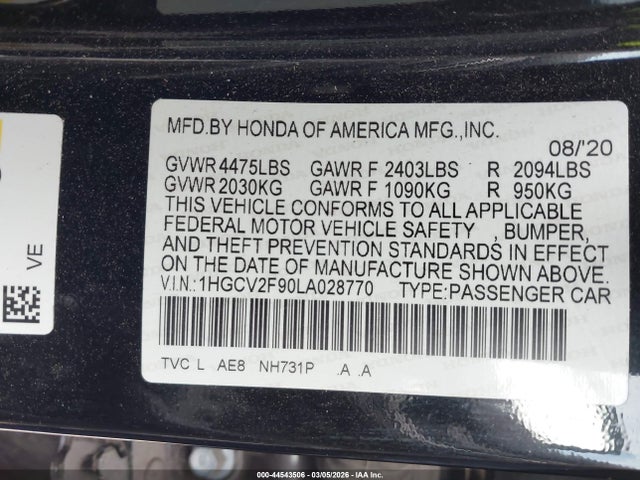 MFD.BY HONDA OF AMERICA MFG.,INC.
08/'20
GVWR 4475LBS GAWR F 2403LBS R 2094LBS
GVWR 2030KG GAWR F 1090KG R 950KG
THIS VEHICLE CONFORMS TO ALL APPLICABLE
FEDERAL MOTOR VEHICLE SAFETY , BUMPER,
AND THEFT PREVENTION STANDARDS IN EFFECT
ON THE DATE OF MANUFACTURE SHOWN ABOVE.
V.I.N.:1HGCV2F90LA028770 TYPE:PASSENGER CAR
TVC L AE8 NH731P .A .A
VE
000-44543506 - 03/05/2026 - IAA Inc.